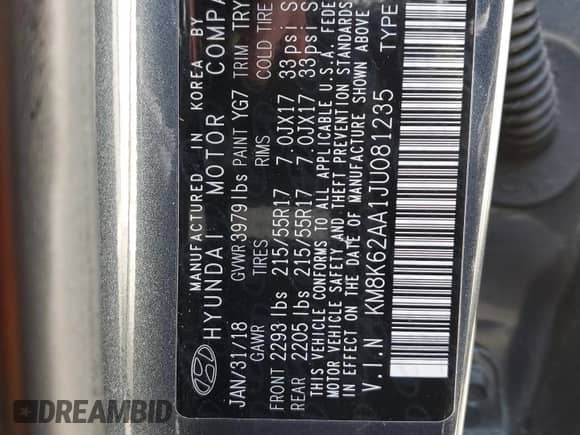 MANUFACTURED IN KOREA BY
HYUNDAI MOTOR COMPA
JAN/31/18 GVWR3979lbs PAINT YG7 TRIM TRY
GAWR TIRES RIMS COLD TIRE
FRONT 2293 lbs 215/55R17 7.0JX17 33psi S
REAR 2205 lbs 215/55R17 7.0JX17 33psi S
THIS VEHICLE CONFORMS TO ALL APPLICABLE U.S.A. FEDE
MOTOR VEHICLE SAFETY AND THEFT PREVENTION STANDARDS
IN EFFECT ON THE DATE OF MANUFACTURE SHOWN ABOVE
V.I.N KM8K62AA1JU081235 TYPE
DREAMBID